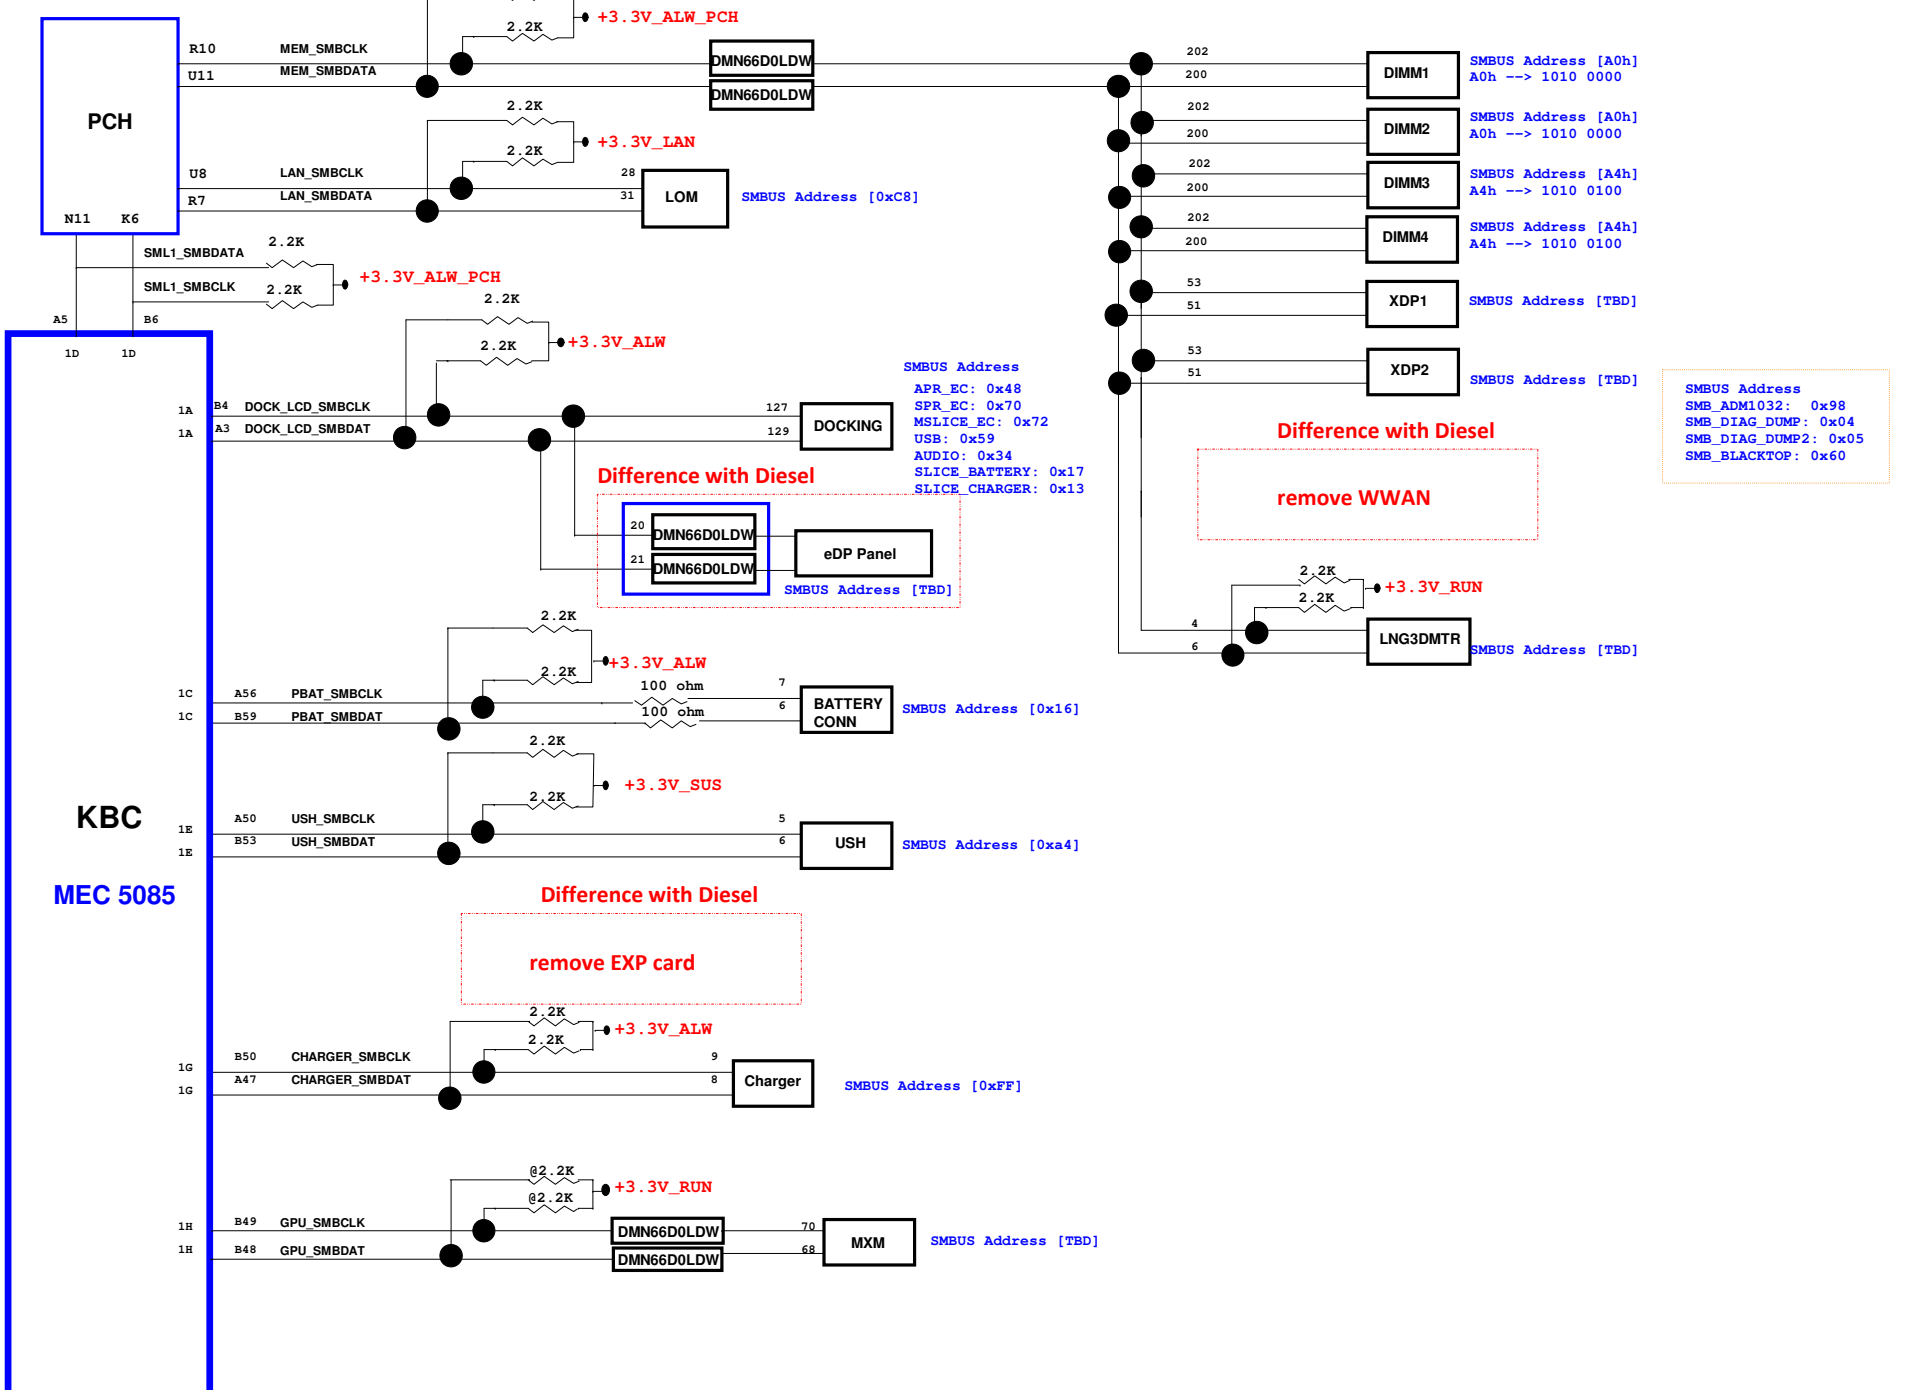 2.2K
+3.3V_ALW_PCH
R10 MEM_SMBCLK
U11 MEM_SMBDATA
DMN66D0LDW
DMN66D0LDW
PCH
2.2K
2.2K
+3.3V_LAN
U8 LAN_SMBCLK 28
R7 LAN_SMBDATA 31
LOM
SMBUS Address [0xC8]
N11 K6
SML1_SMBDATA 2.2K
SML1_SMBCLK 2.2K
+3.3V_ALW_PCH
A5 B6
1D 1D
202
200
DIMM1
SMBUS Address [A0h]
A0h --> 1010 0000
202
200
DIMM2
SMBUS Address [A0h]
A0h --> 1010 0000
202
200
DIMM3
SMBUS Address [A4h]
A4h --> 1010 0100
202
200
DIMM4
SMBUS Address [A4h]
A4h --> 1010 0100
53
51
XDP1
SMBUS Address [TBD]
53
51
XDP2
SMBUS Address [TBD]
2.2K
2.2K
+3.3V_ALW
1A B4 DOCK_LCD_SMBCLK 127
1A A3 DOCK_LCD_SMBDAT 129
DOCKING
SMBUS Address
APR_EC: 0x48
SPR_EC: 0x70
MSLICE_EC: 0x72
USB: 0x59
AUDIO: 0x34
SLICE_BATTERY: 0x17
SLICE_CHARGER: 0x13
SMBUS Address
SMB_ADM1032: 0x98
SMB_DIAG_DUMP: 0x04
SMB_DIAG_DUMP2: 0x05
SMB_BLACKTOP: 0x60
Difference with Diesel
remove WWAN
Difference with Diesel
20 DMN66D0LDW
21 DMN66D0LDW
eDP Panel
SMBUS Address [TBD]
2.2K
2.2K
+3.3V_RUN
4
6
LNG3DMTR
SMBUS Address [TBD]
2.2K
2.2K
+3.3V_ALW
1C A56 PBAT_SMBCLK 100 ohm 7
1C B59 PBAT_SMBDAT 100 ohm 6
BATTERY
CONN
SMBUS Address [0x16]
2.2K
2.2K
+3.3V_SUS
KBC
MEC 5085
1E A50 USH_SMBCLK 5
1E B53 USH_SMBDAT 6
USH
SMBUS Address [0xa4]
Difference with Diesel
remove EXP card
2.2K
2.2K
+3.3V_ALW
1G B50 CHARGER_SMBCLK 9
1G A47 CHARGER_SMBDAT 8
Charger
SMBUS Address [0xFF]
@2.2K
@2.2K
+3.3V_RUN
1H B49 GPU_SMBCLK DMN66D0LDW 70
1H B48 GPU_SMBDAT DMN66D0LDW 68
MXM
SMBUS Address [TBD]